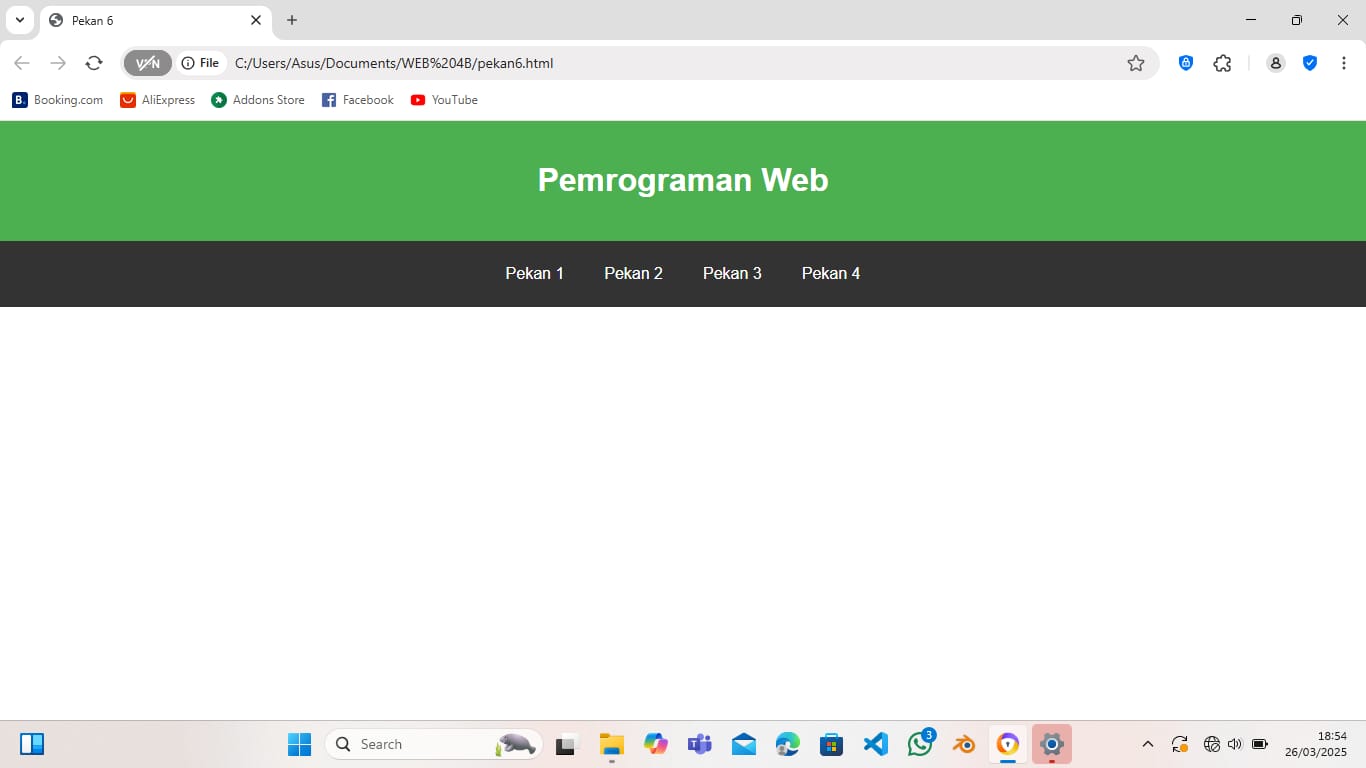 Pekan 6
VPN
File
C:/Users/Asus/Documents/WEB%204B/pekan6.html
B. Booking.com
AliExpress
Addons Store
Facebook
YouTube
Pemrograman Web
Pekan 1
Pekan 2
Pekan 3
Pekan 4
Search
3
18:54
26/03/2025